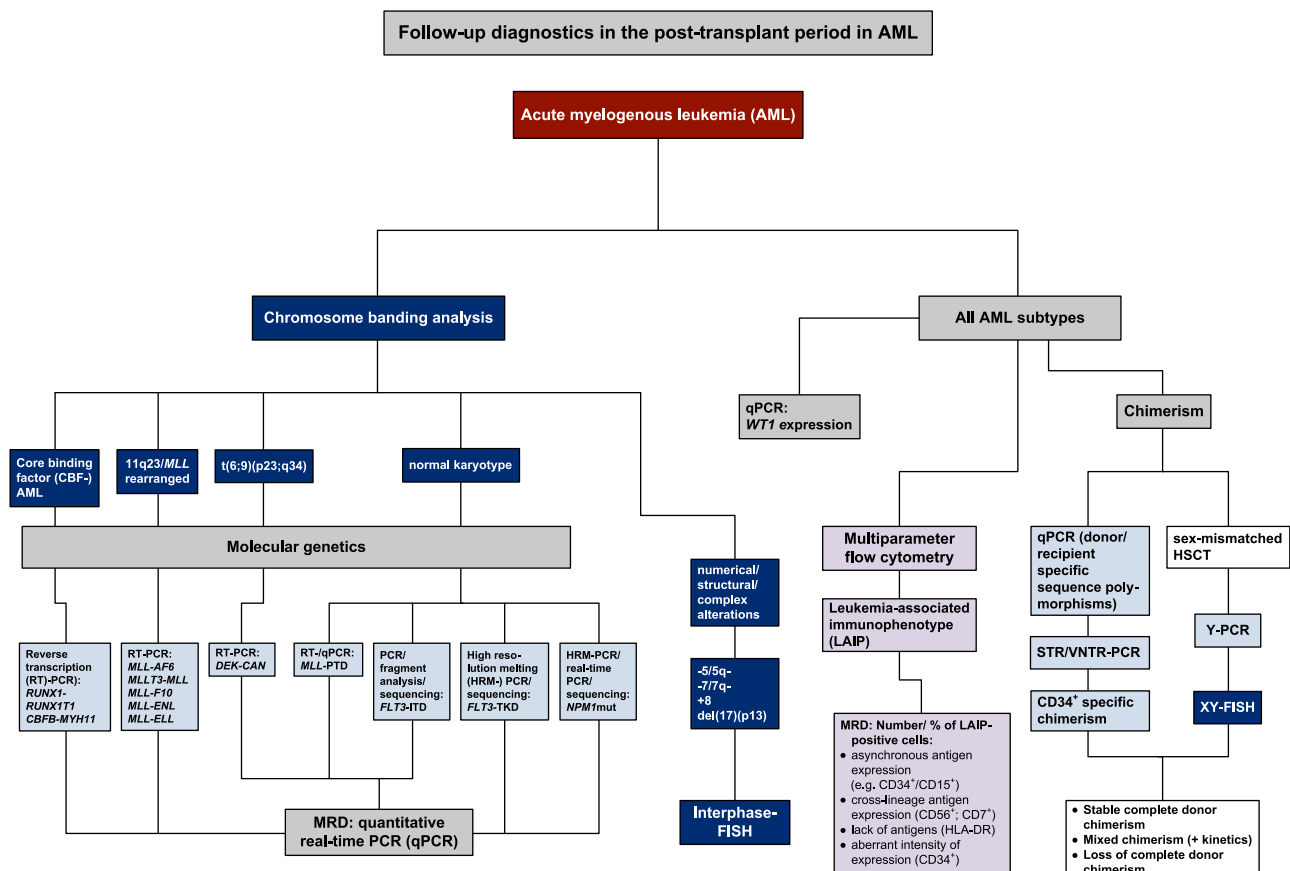 Follow-up diagnostics in the post-transplant period in AML
Acute myelogenous leukemia (AML)
Chromosome banding analysis
All AML subtypes
qPCR:
WT1 expression
Chimerism
Core binding
factor (CBF-)
AML
11q23/MLL
rearranged
t(6;9)(p23;q34)
normal karyotype
Molecular genetics
numerical/
structural/
complex
alterations
Multiparameter
flow cytometry
qPCR (donor/
recipient
specific
sequence poly-
morphisms)
sex-mismatched
HSCT
Leukemia-associated
immunophenotype
(LAIP)
Y-PCR
STR/VNTR-PCR
Reverse
transcription
(RT)-PCR):
RUNX1-
RUNX1T1
CBFB-MYH11
RT-PCR:
MLL-AF6
MLLT3-MLL
MLL-F10
MLL-ENL
MLL-ELL
RT-PCR:
DEK-CAN
RT-/qPCR:
MLL-PTD
PCR/
fragment
analysis/
sequencing:
FLT3-ITD
High reso-
lution melting
(HRM-) PCR/
sequencing:
FLT3-TKD
HRM-PCR/
real-time
PCR/
sequencing:
NPM1mut
-5/5q-
-7/7q-
+8
del(17)(p13)
CD34+ specific
chimerism
XY-FISH
MRD: Number/ % of LAIP-
positive cells:
• asynchronous antigen
expression
(e.g. CD34+/CD15+)
• cross-lineage antigen
expression (CD56+; CD7+)
• lack of antigens (HLA-DR)
• aberrant intensity of
expression (CD34+)
MRD: quantitative
real-time PCR (qPCR)
Interphase-
FISH
• Stable complete donor
chimerism
• Mixed chimerism (+ kinetics)
• Loss of complete donor
chimerism